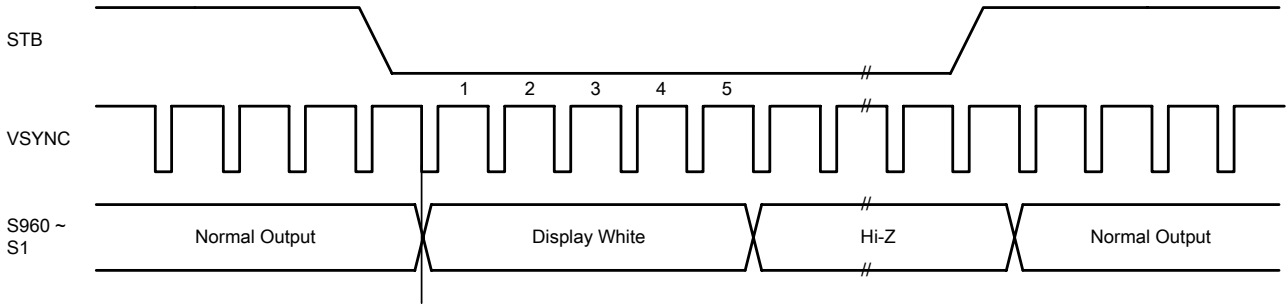 STB
1 2 3 4 5
VSYNC
S960 ~
S1
Normal Output
Display White
Hi-Z
Normal Output